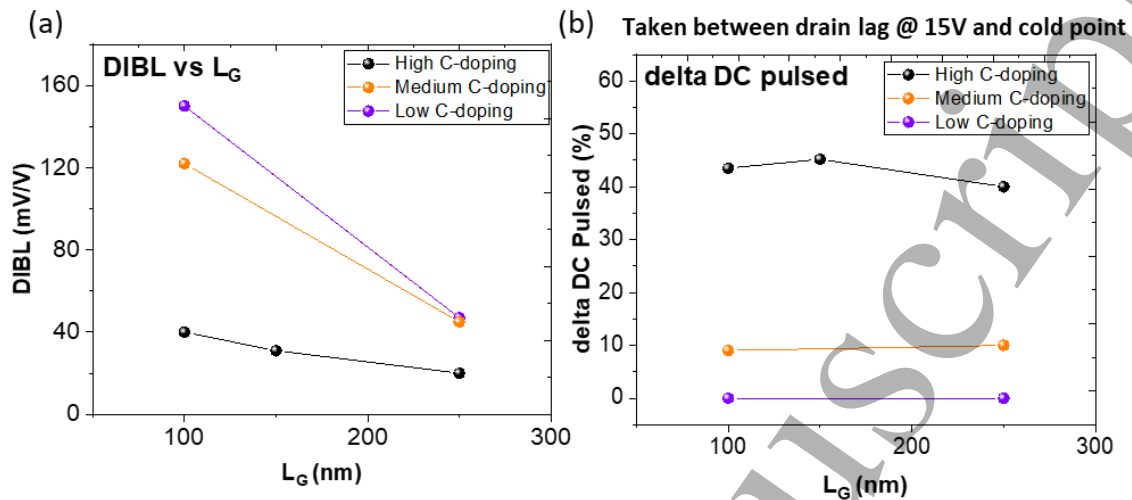 (a)
DIBL vs LG
High C-doping
Medium C-doping
Low C-doping
DIBL (mV/V)
160
120
80
40
0
100
200
300
LG (nm)
(b)
Taken between drain lag @ 15V and cold point
delta DC pulsed
High C-doping
Medium C-doping
Low C-doping
delta DC Pulsed (%)
60
50
40
30
20
10
0
100
200
300
LG (nm)
uscrip